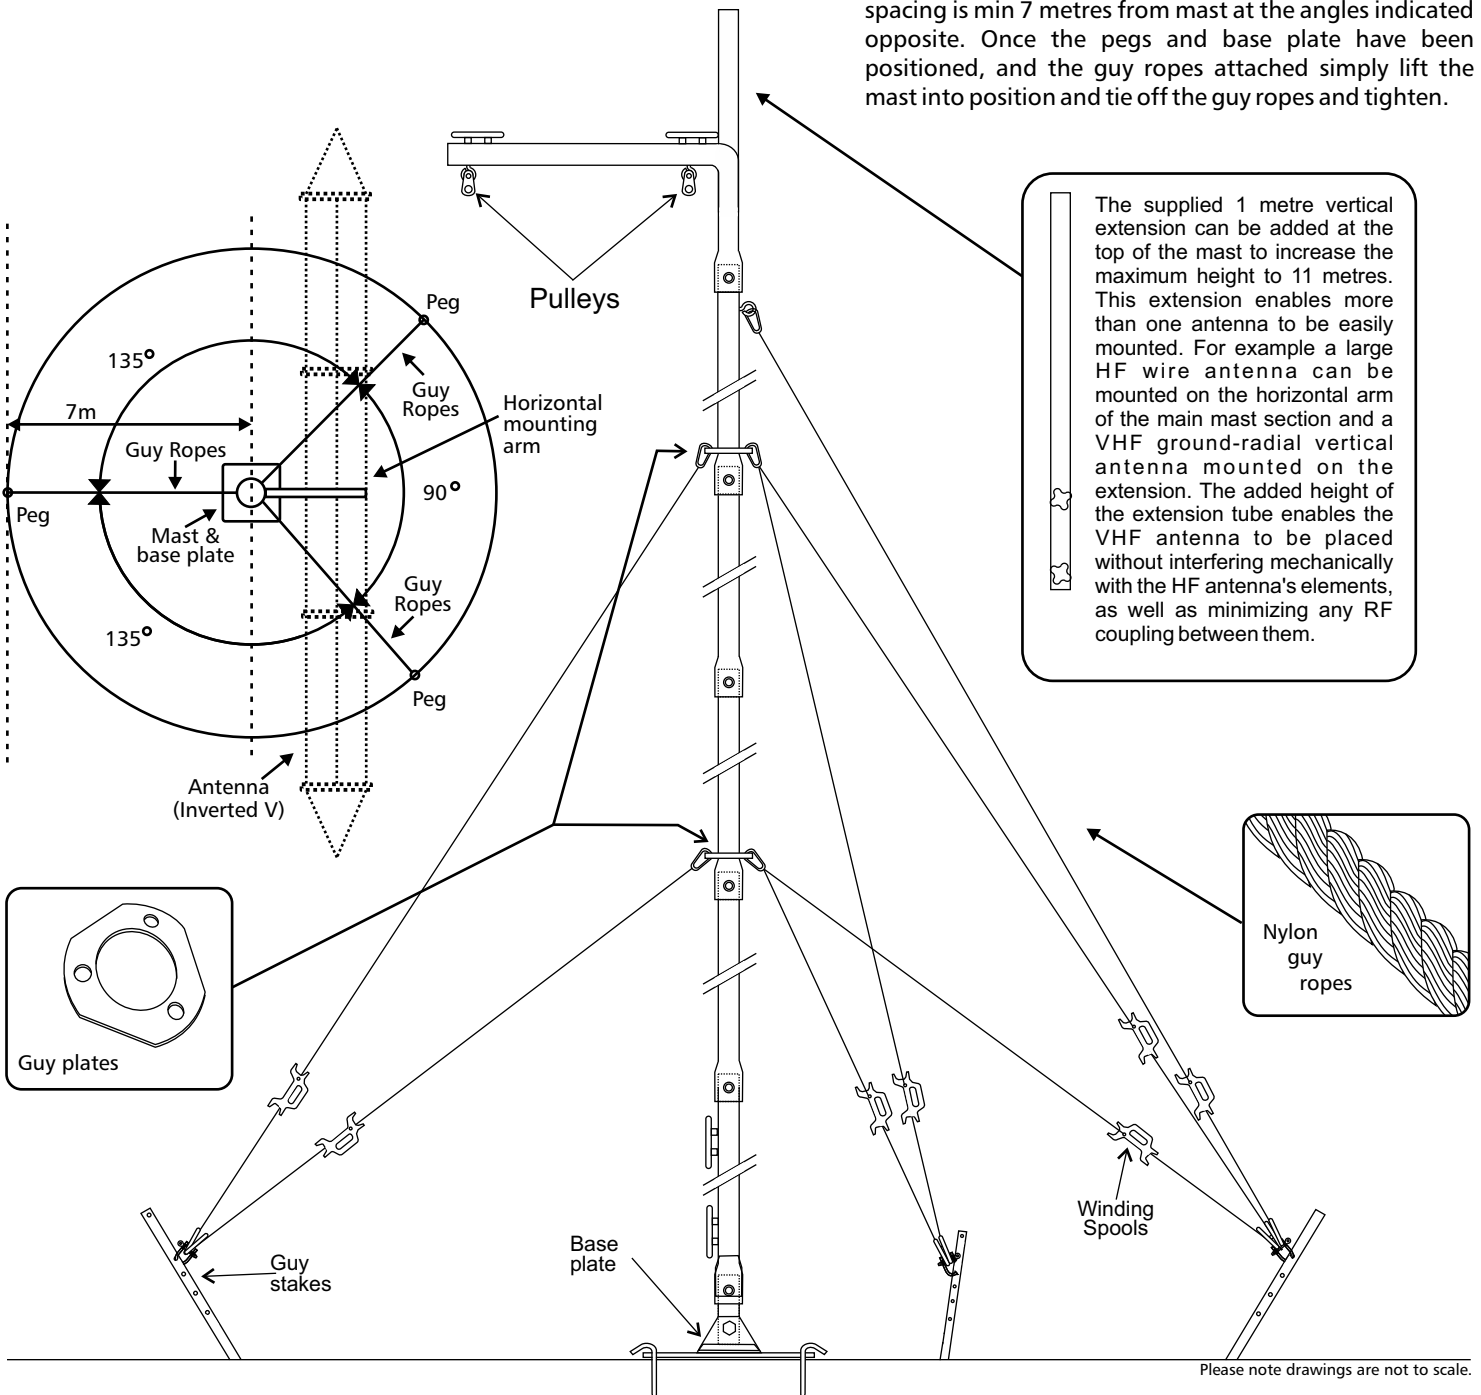 spacing is min 7 metres from mast at the angles indicated
opposite. Once the pegs and base plate have been
positioned, and the guy ropes attached simply lift the
mast into position and tie off the guy ropes and tighten.
Pulleys
The supplied 1 metre vertical
extension can be added at the
top of the mast to increase the
maximum height to 11 metres.
This extension enables more
than one antenna to be easily
mounted. For example a large
HF wire antenna can be
mounted on the horizontal arm
of the main mast section and a
VHF ground-radial vertical
antenna mounted on the
extension. The added height of
the extension tube enables the
VHF antenna to be placed
without interfering mechanically
with the HF antenna's elements,
as well as minimizing any RF
coupling between them.
Peg
135°
Guy
Ropes
7m
Horizontal
mounting
arm
Guy Ropes
90°
Peg
Mast &
base plate
Guy
Ropes
135°
Peg
Antenna
(Inverted V)
Nylon
guy
ropes
Guy plates
Winding
Spools
Base
plate
Guy
stakes
Please note drawings are not to scale.